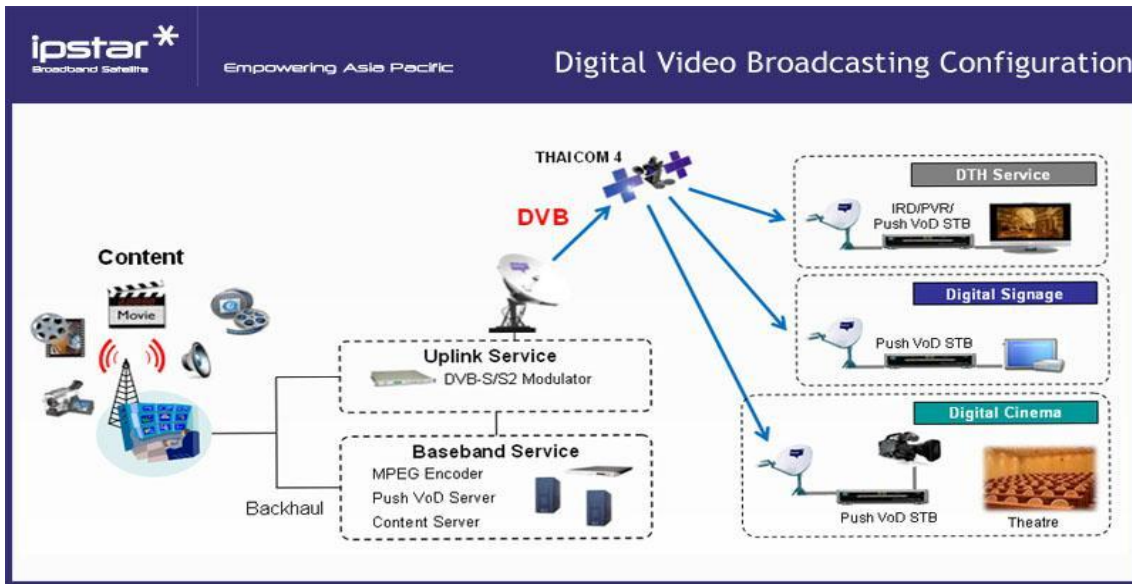 ipstar
Broadband Satellite
Empowering Asia Pacific
Digital Video Broadcasting Configuration
THAICOM 4
DVB
Content
Movie
Uplink Service
DVB-S/S2 Modulator
Baseband Service
MPEG Encoder
Push VoD Server
Content Server
Backhaul
DTH Service
IRD/PVR/
Push VoD STB
Digital Signage
Push VoD STB
Digital Cinema
Push VoD STB
Theatre